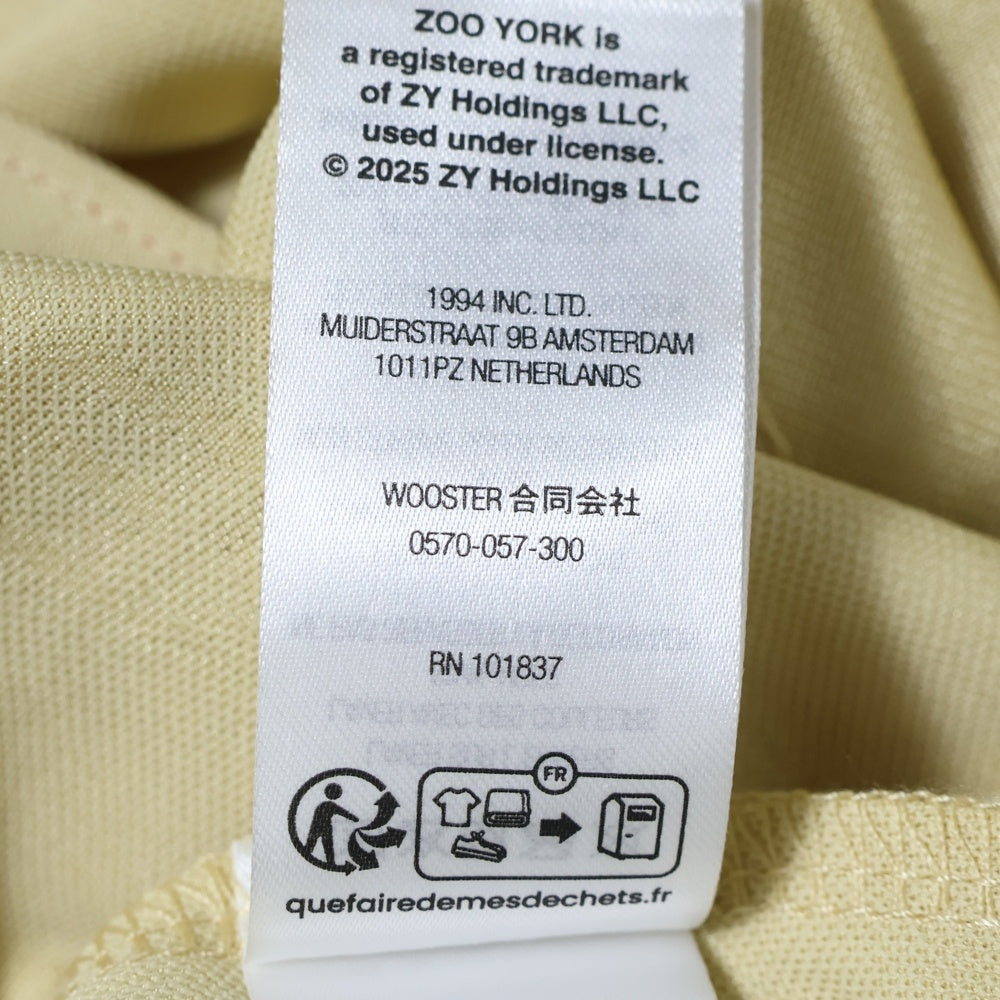 ZOO YORK is
a registered trademark
of ZY Holdings LLC,
used under license.
© 2025 ZY Holdings LLC
1994 INC. LTD.
MUIDERSTRAAT 9B AMSTERDAM
1011PZ NETHERLANDS
WOOSTER 合同会社
0570-057-300
RN 101837
FR
quefairedemesdechets.fr